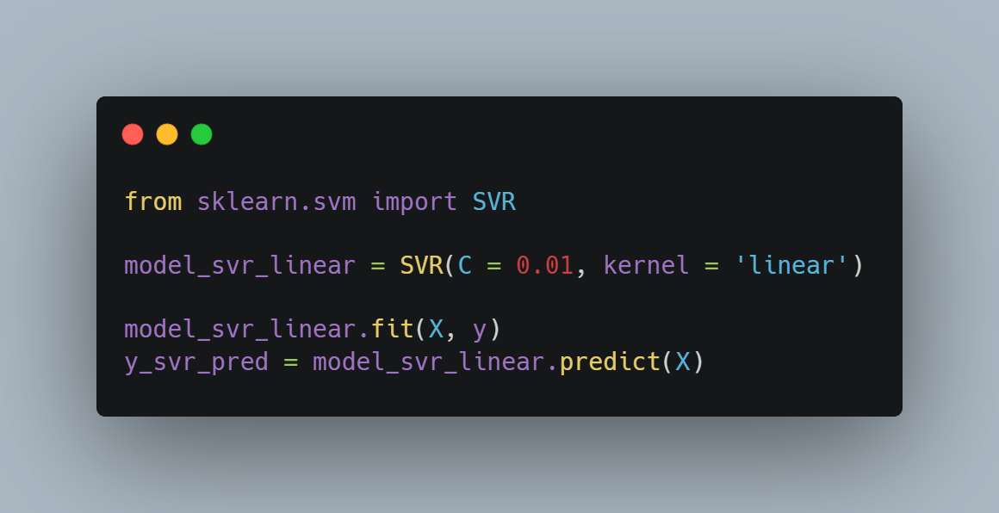 from sklearn.svm import SVR
model_svr_linear = SVR(C = 0.01, kernel = 'linear')
model_svr_linear.fit(X, y)
y_svr_pred = model_svr_linear.predict(X)